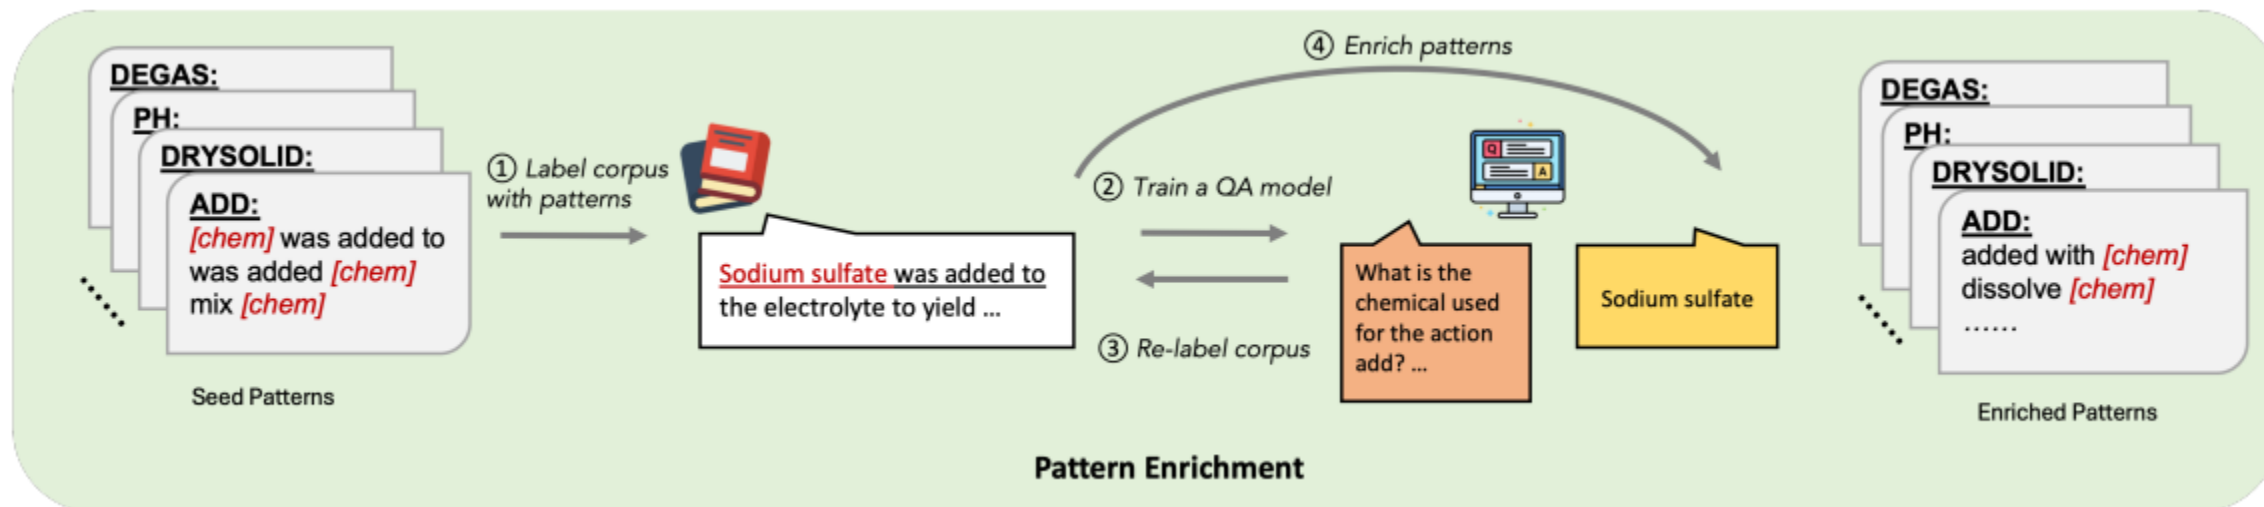 DEGAS:
PH:
DRYSOLID:
ADD:
[chem] was added to
was added [chem]
mix [chem]
Seed Patterns
① Label corpus
with patterns
Sodium sulfate was added to
the electrolyte to yield ...
② Train a QA model
③ Re-label corpus
④ Enrich patterns
Q
A
What is the
chemical used
for the action
add? ...
Sodium sulfate
DEGAS:
PH:
DRYSOLID:
ADD:
added with [chem]
dissolve [chem]
......
Enriched Patterns
Pattern Enrichment